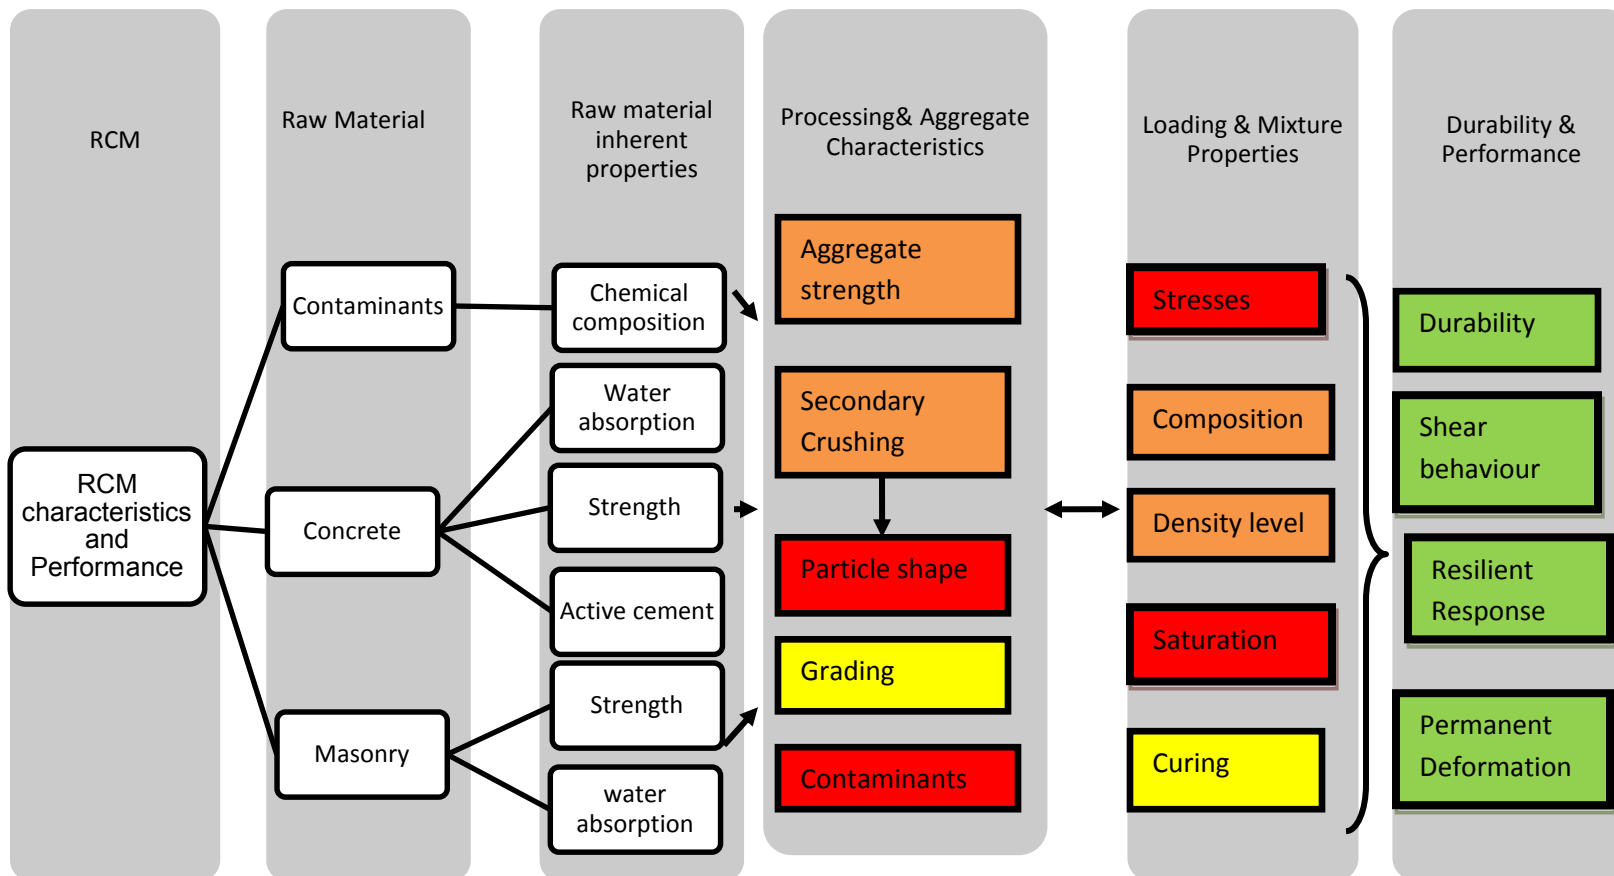 RCM
Raw Material
Raw material
inherent
properties
Processing& Aggregate
Characteristics
Loading & Mixture
Properties
Durability &
Performance
RCM
characteristics
and
Performance
Contaminants
Concrete
Masonry
Chemical
composition
Water
absorption
Strength
Active cement
Strength
water
absorption
Aggregate
strength
Secondary
Crushing
Particle shape
Grading
Contaminants
Stresses
Composition
Density level
Saturation
Curing
Durability
Shear
behaviour
Resilient
Response
Permanent
Deformation